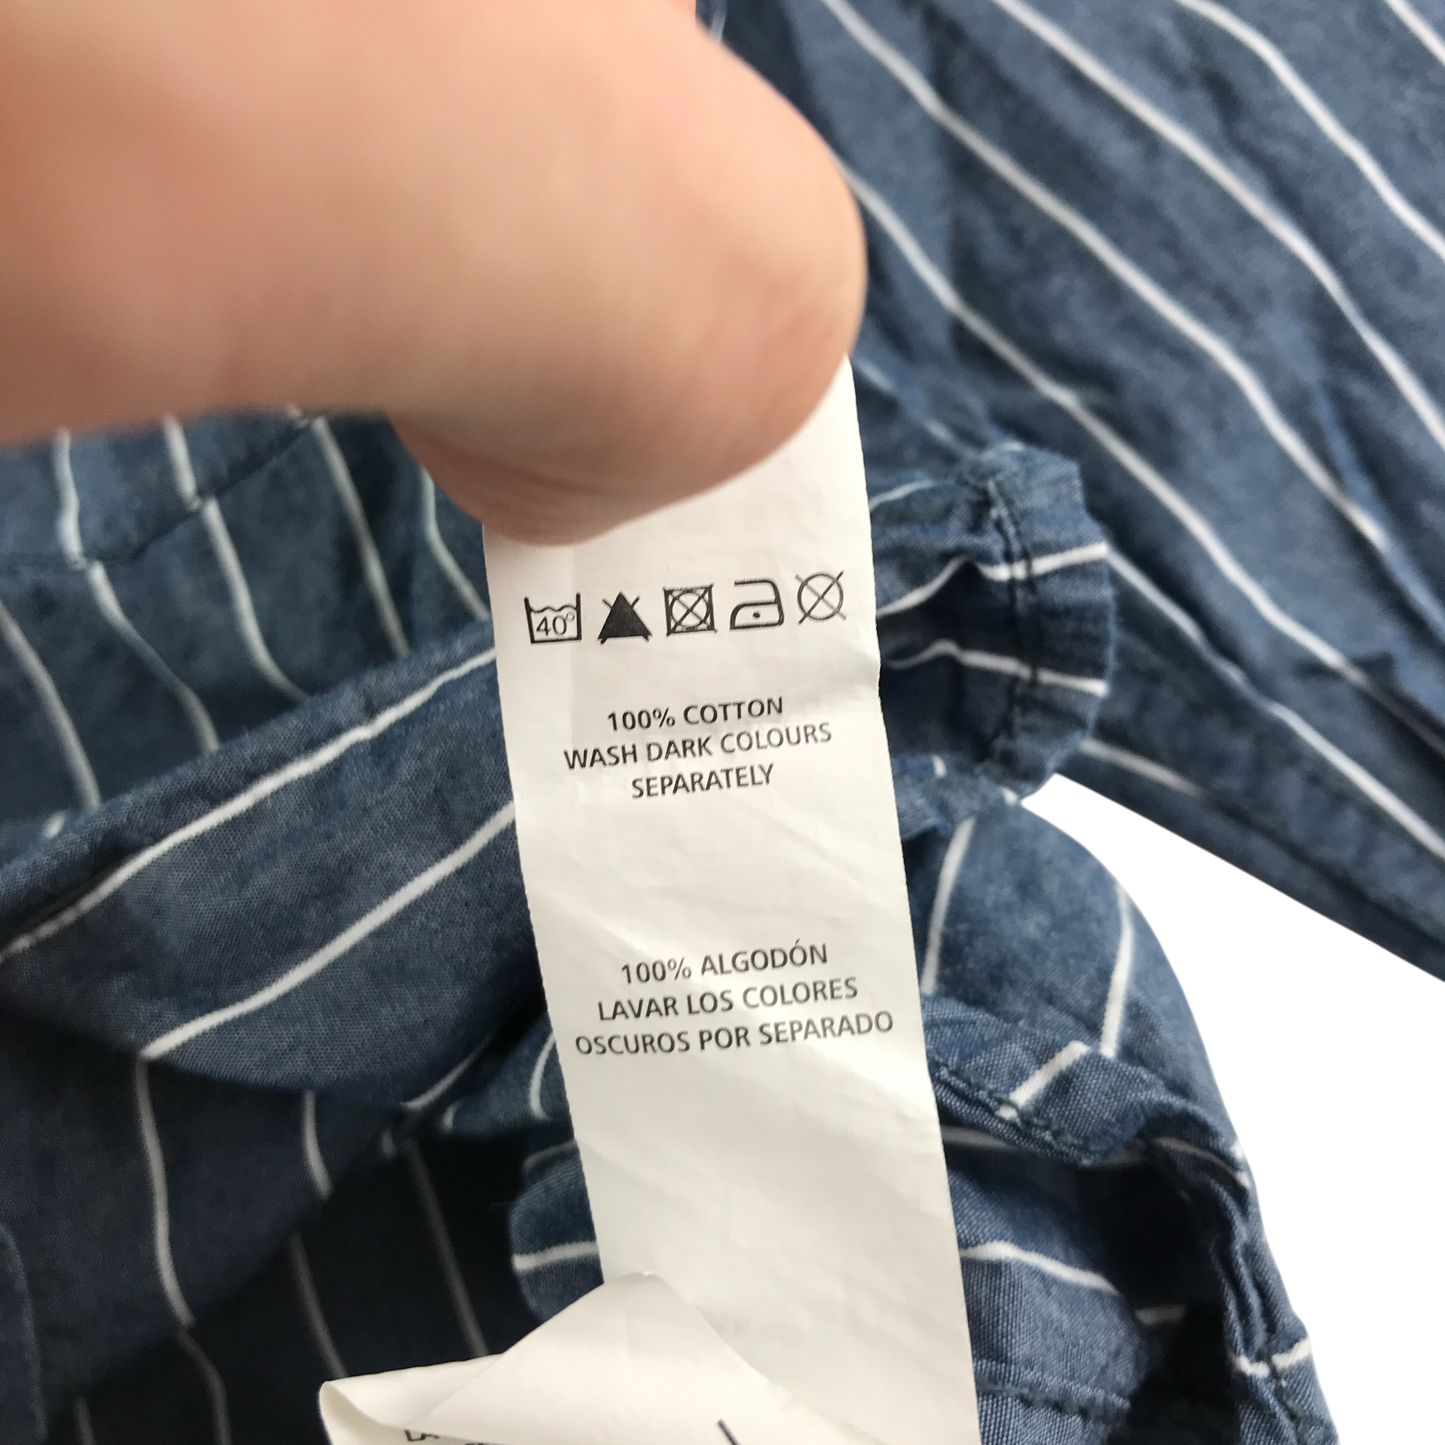 40°
100% COTTON
WASH DARK COLOURS
SEPARATELY
100% ALGODÓN
LAVAR LOS COLORES
OSCUROS POR SEPARADO